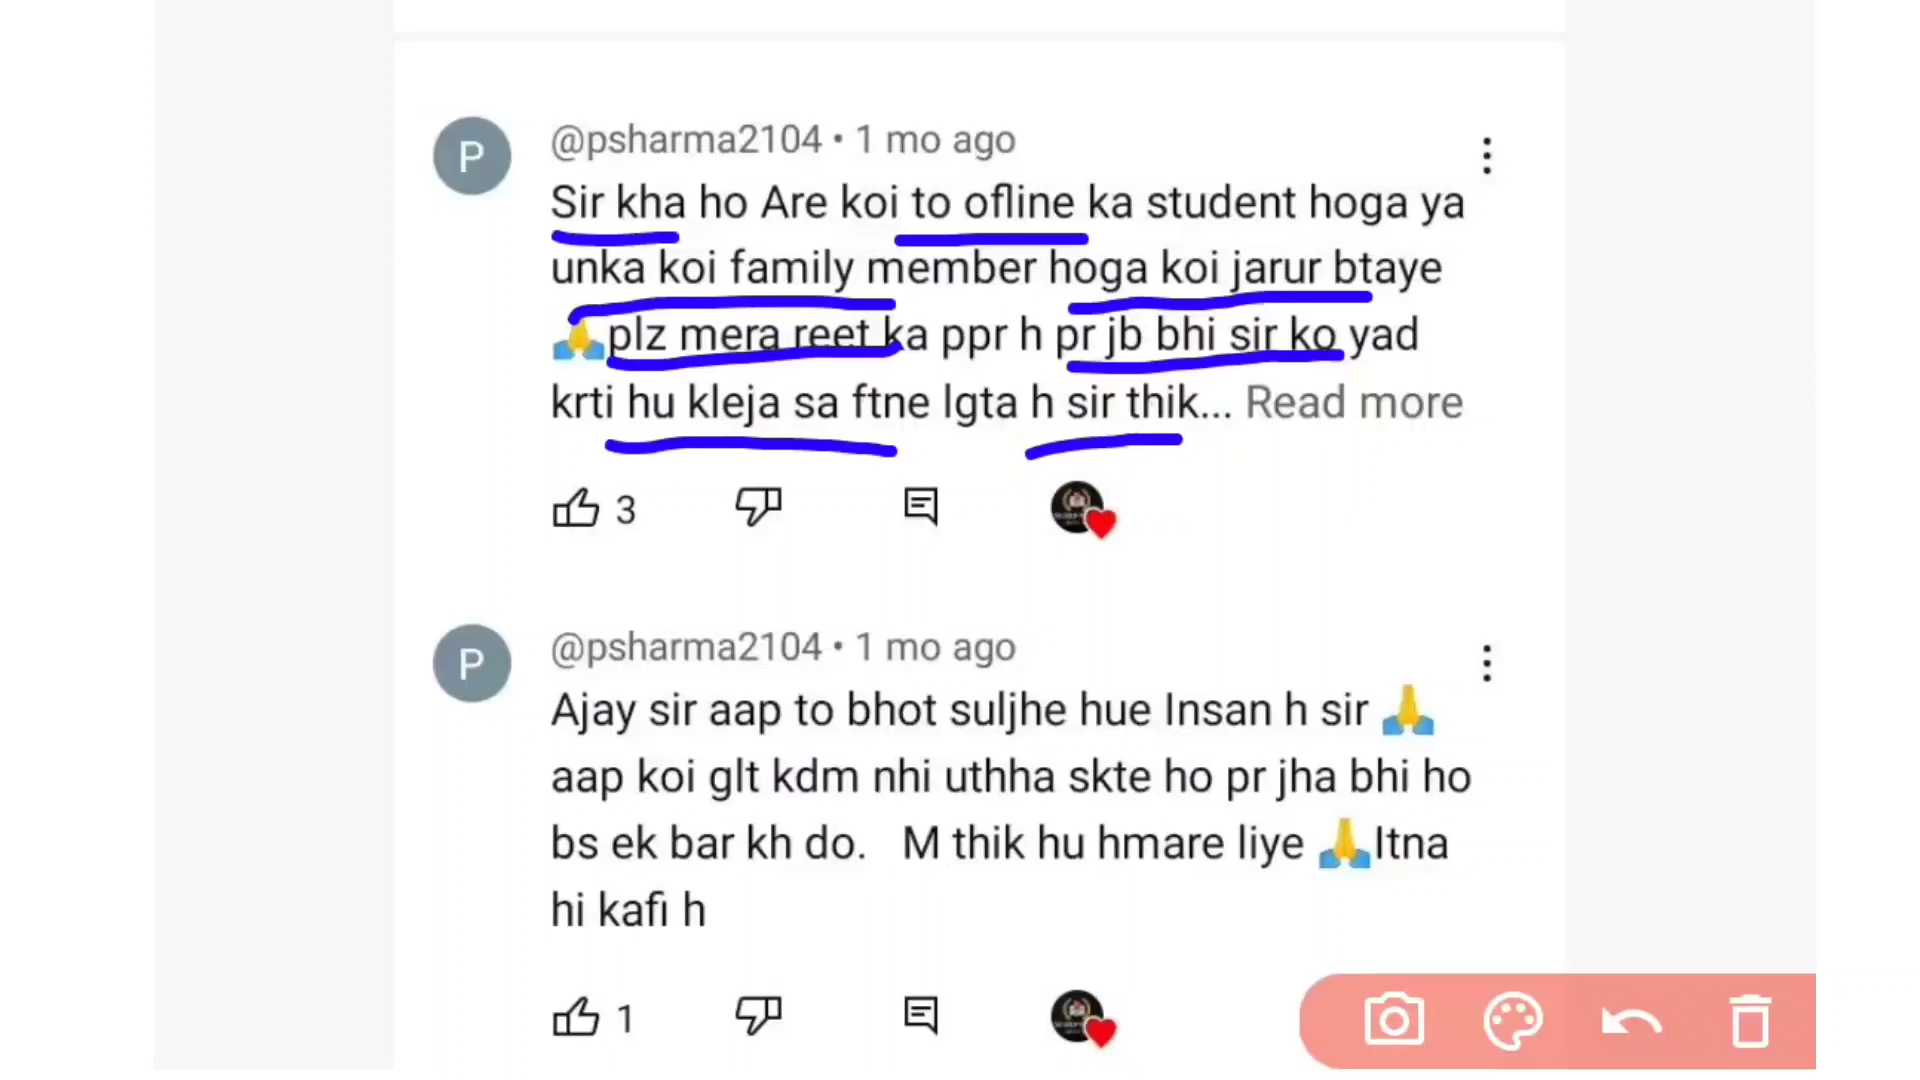 P
@psharma2104 • 1 mo ago
Sir kha ho Are koi to ofline ka student hoga ya
unka koi family member hoga koi jarur btaye
🙏plz mera reet ka ppr h pr jb bhi sir ko yad
krti hu kleja sa ftne lgta h sir thik... Read more
3
P
@psharma2104 • 1 mo ago
Ajay sir aap to bhot suljhe hue Insan h sir 🙏
aap koi glt kdm nhi uthha skte ho pr jha bhi ho
bs ek bar kh do. M thik hu hmare liye 🙏Itna
hi kafi h
1